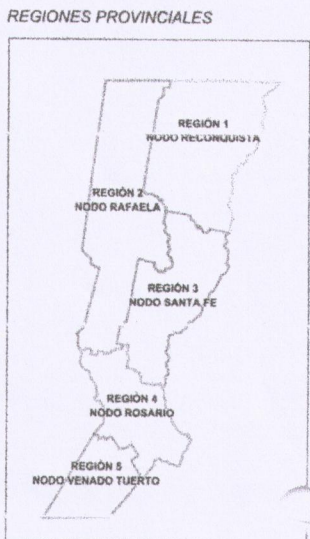 REGIONES PROVINCIALES
REGIÓN 1
NODO RECONQUISTA
REGIÓN 2
NODO RAFAELA
REGIÓN 3
NODO SANTA FE
REGIÓN 4
NODO ROSARIO
REGIÓN 5
NODO VENADO TUERTO